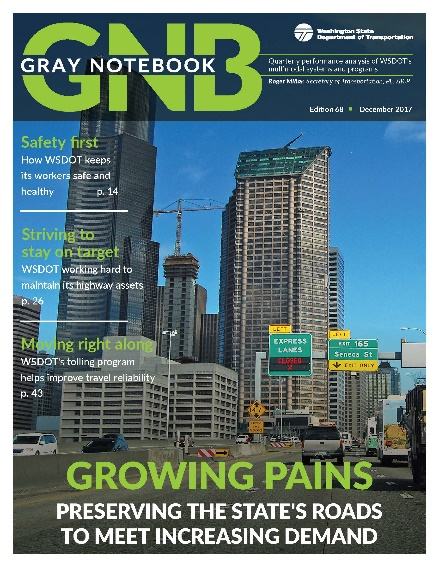 GNB
GRAY NOTEBOOK
Washington State
Department of Transportation
Quarterly performance analysis of WSDOT's
multimodal systems and programs
Roger Millar, Secretary of Transportation, PE, AICP
Edition 68 ■ December 2017
Safety first
How WSDOT keeps
its workers safe and
healthy p. 14
Striving to
stay on target
WSDOT working hard to
maintain its highway assets
p. 26
Moving right along
WSDOT's tolling program
helps improve travel reliability
p. 43
LEFT
EXPRESS
LANES
CLOSED
LEFT
EXIT 165
Seneca St
EXIT ONLY
GROWING PAINS
PRESERVING THE STATE'S ROADS
TO MEET INCREASING DEMAND